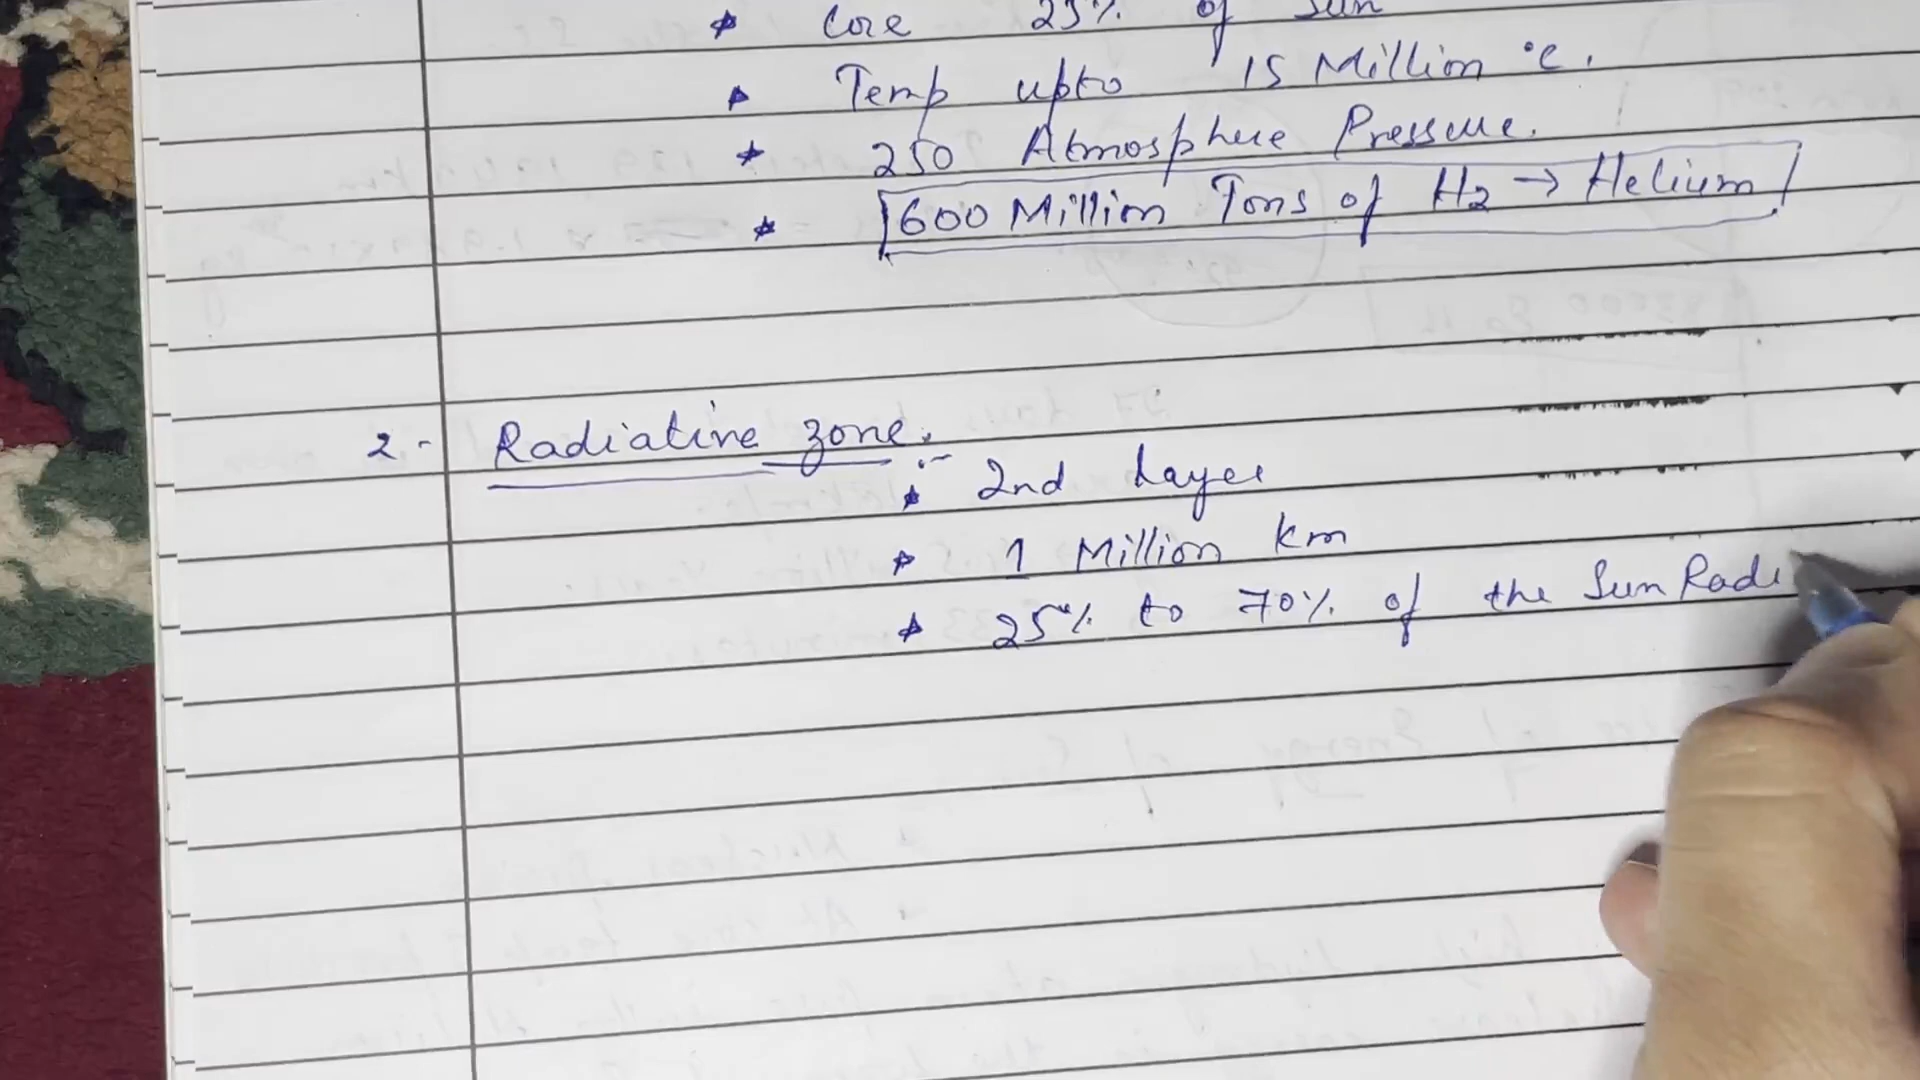 * Core 25% of Sun
* Temp upto 15 Million °C.
* 250 Atmosphere Pressure.
* 600 Million Tons of H2 → Helium
2- Radiative zone.:-
* 2nd Layer
* 1 Million km
* 25% to 70% of the Sun Radi